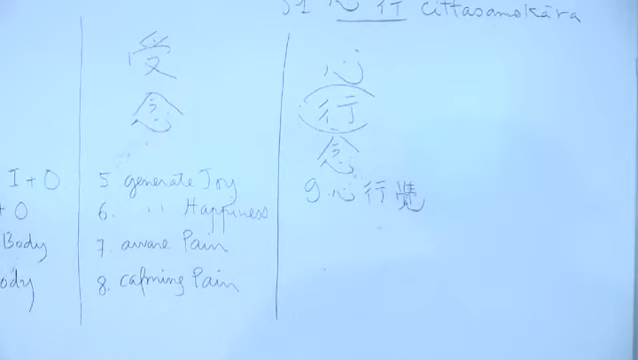 51 心 行 cittasamskāra
受
念
心
行
念
I + O
+ O
Body
ody
5. generate Joy
6. '' Happiness
7. aware Pain
8. calming Pain
9 心行覺